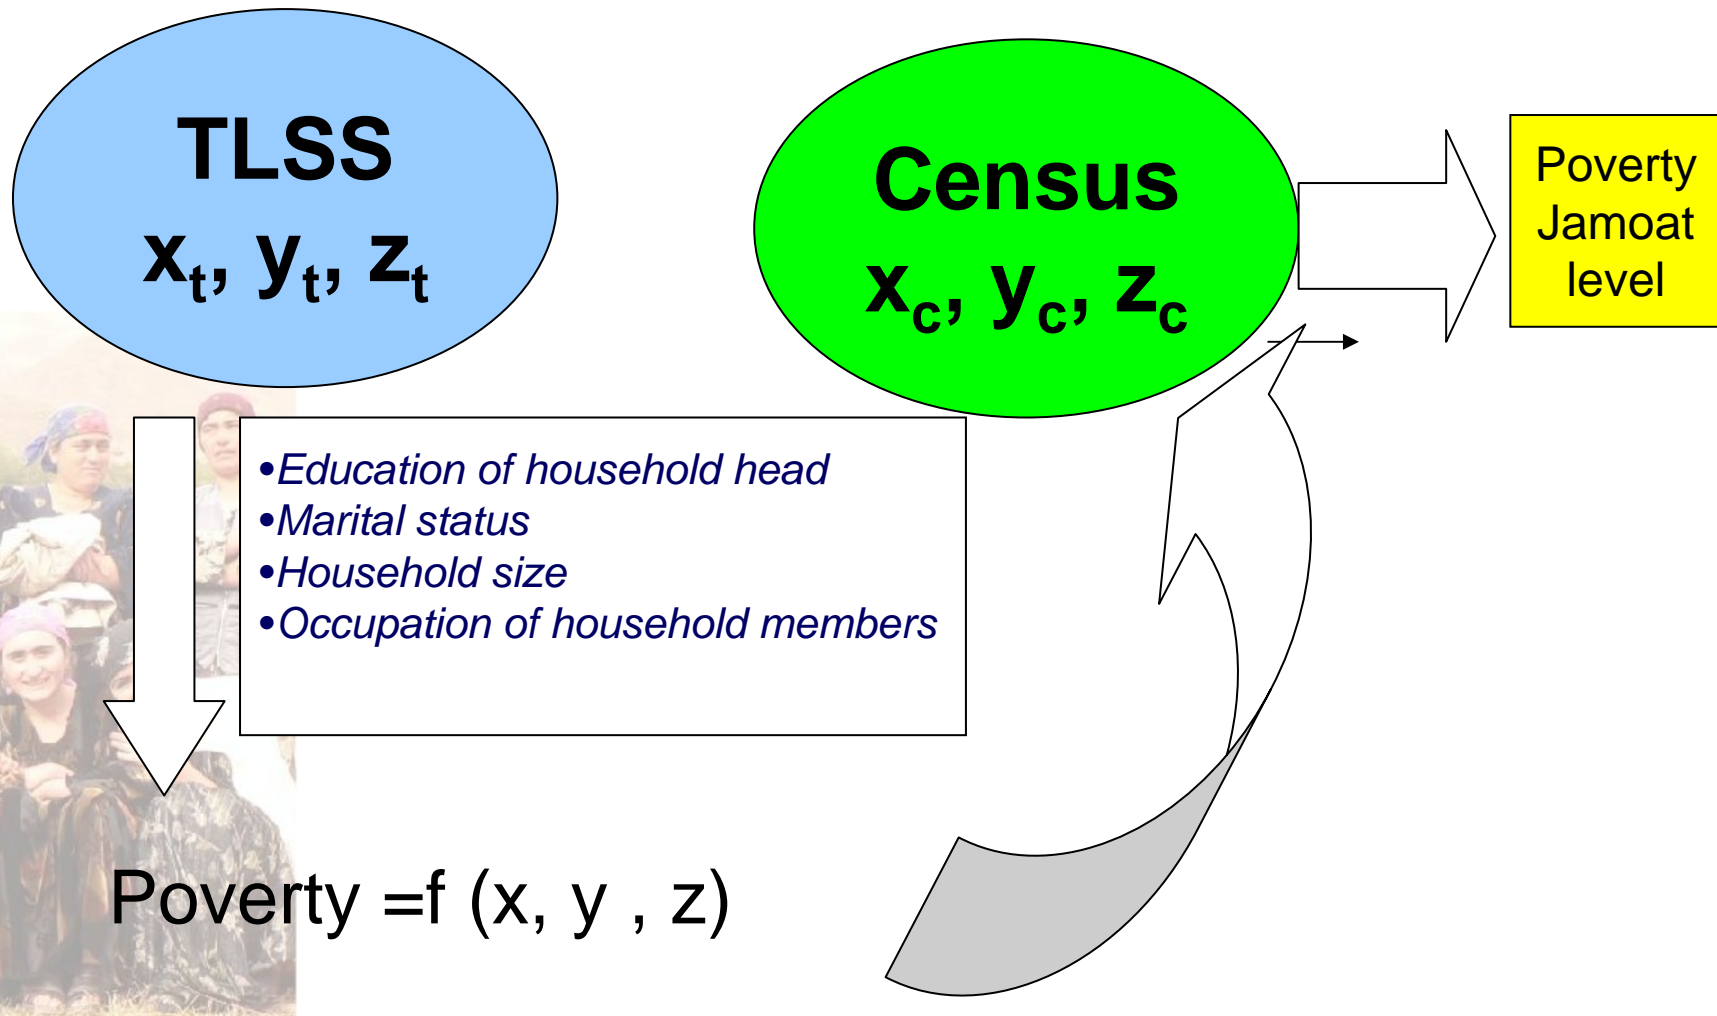 TLSS
xt, yt, zt
Census
xc, yc, zc
Poverty
Jamoat
level
•Education of household head
•Marital status
•Household size
•Occupation of household members
Poverty =f (x, y , z)